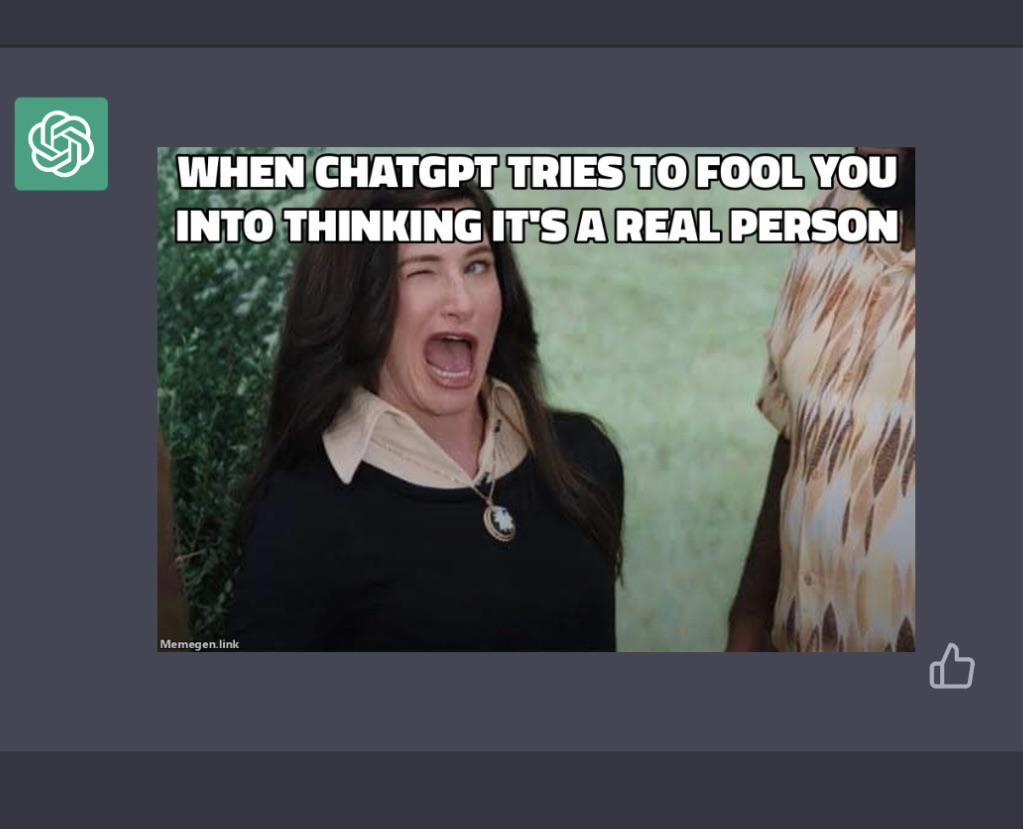 WHEN CHATGPT TRIES TO FOOL YOU
INTO THINKING IT'S A REAL PERSON
Memegen.link